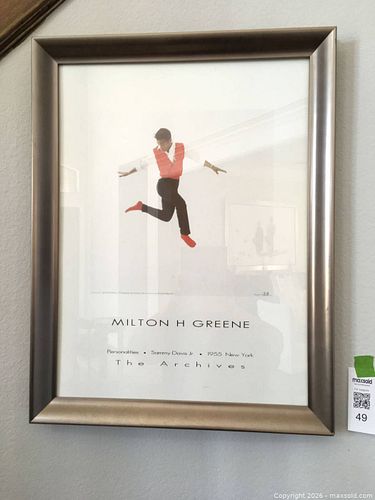 MILTON H GREENE
Personalities • Sammy Davis Jr • 1955 New York
The Archives
maxsold
49
Copyright 2026 - maxsold.com